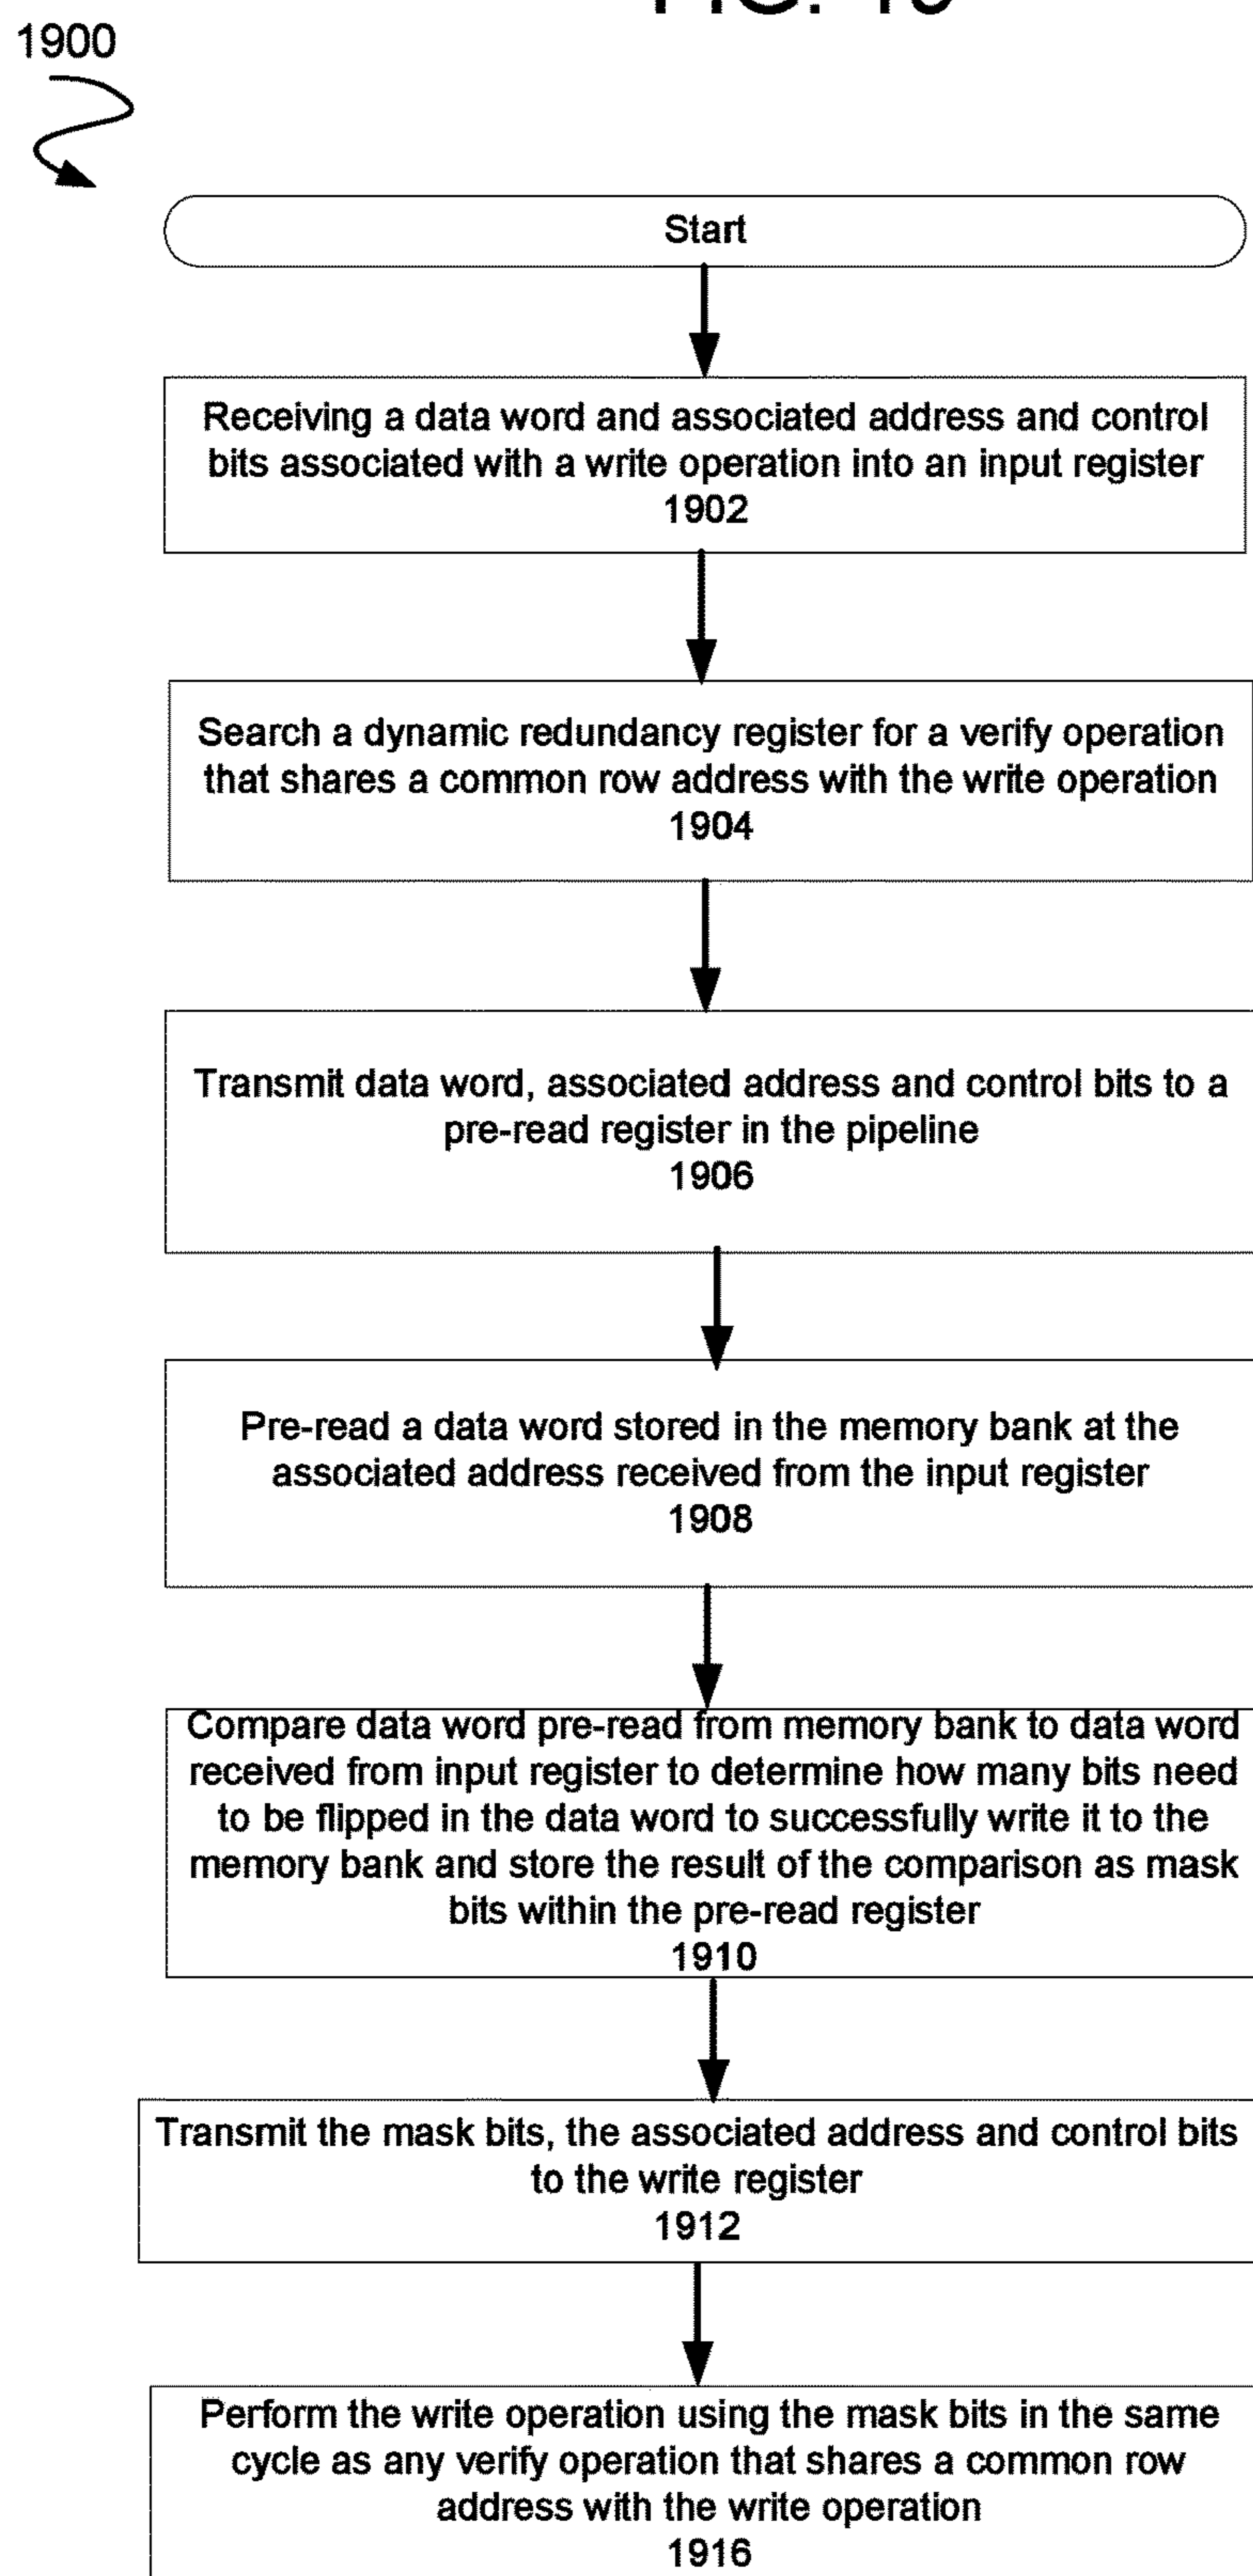 1900
Start
Receiving a data word and associated address and control
bits associated with a write operation into an input register
1902
Search a dynamic redundancy register for a verify operation
that shares a common row address with the write operation
1904
Transmit data word, associated address and control bits to a
pre-read register in the pipeline
1906
Pre-read a data word stored in the memory bank at the
associated address received from the input register
1908
Compare data word pre-read from memory bank to data word
received from input register to determine how many bits need
to be flipped in the data word to successfully write it to the
memory bank and store the result of the comparison as mask
bits within the pre-read register
1910
Transmit the mask bits, the associated address and control bits
to the write register
1912
Perform the write operation using the mask bits in the same
cycle as any verify operation that shares a common row
address with the write operation
1916